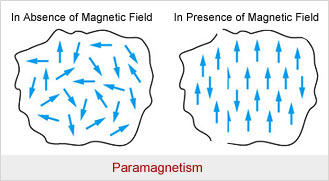 In Absence of Magnetic Field
In Presence of Magnetic Field
Paramagnetism